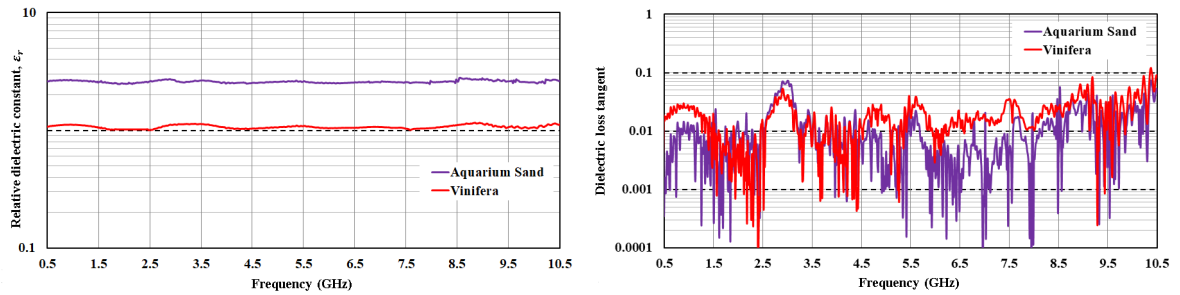 Relative dielectric constant, εr
10
0.1
Aquarium Sand
Vinifera
0.5 1.5 2.5 3.5 4.5 5.5 6.5 7.5 8.5 9.5 10.5
Frequency (GHz)
Dielectric loss tangent
1
0.1
0.01
0.001
0.0001
Aquarium Sand
Vinifera
0.5 1.5 2.5 3.5 4.5 5.5 6.5 7.5 8.5 9.5 10.5
Frequency (GHz)